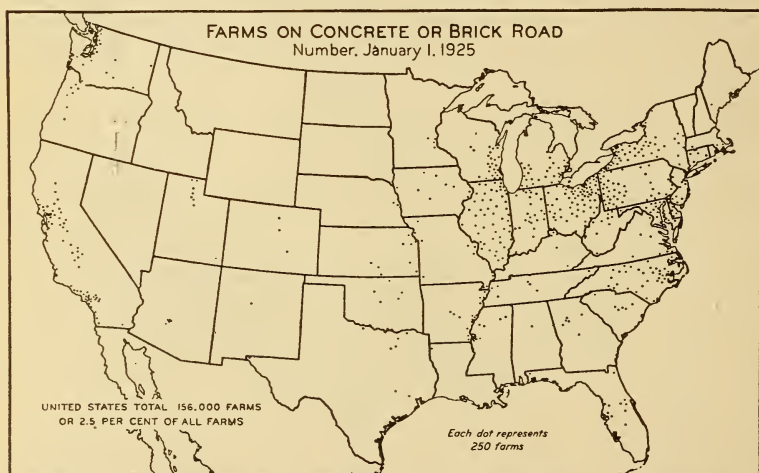 FARMS ON CONCRETE OR BRICK ROAD
Number, January 1, 1925
UNITED STATES TOTAL 156,000 FARMS
OR 2.5 PER CENT OF ALL FARMS
Each dot represents
250 farms